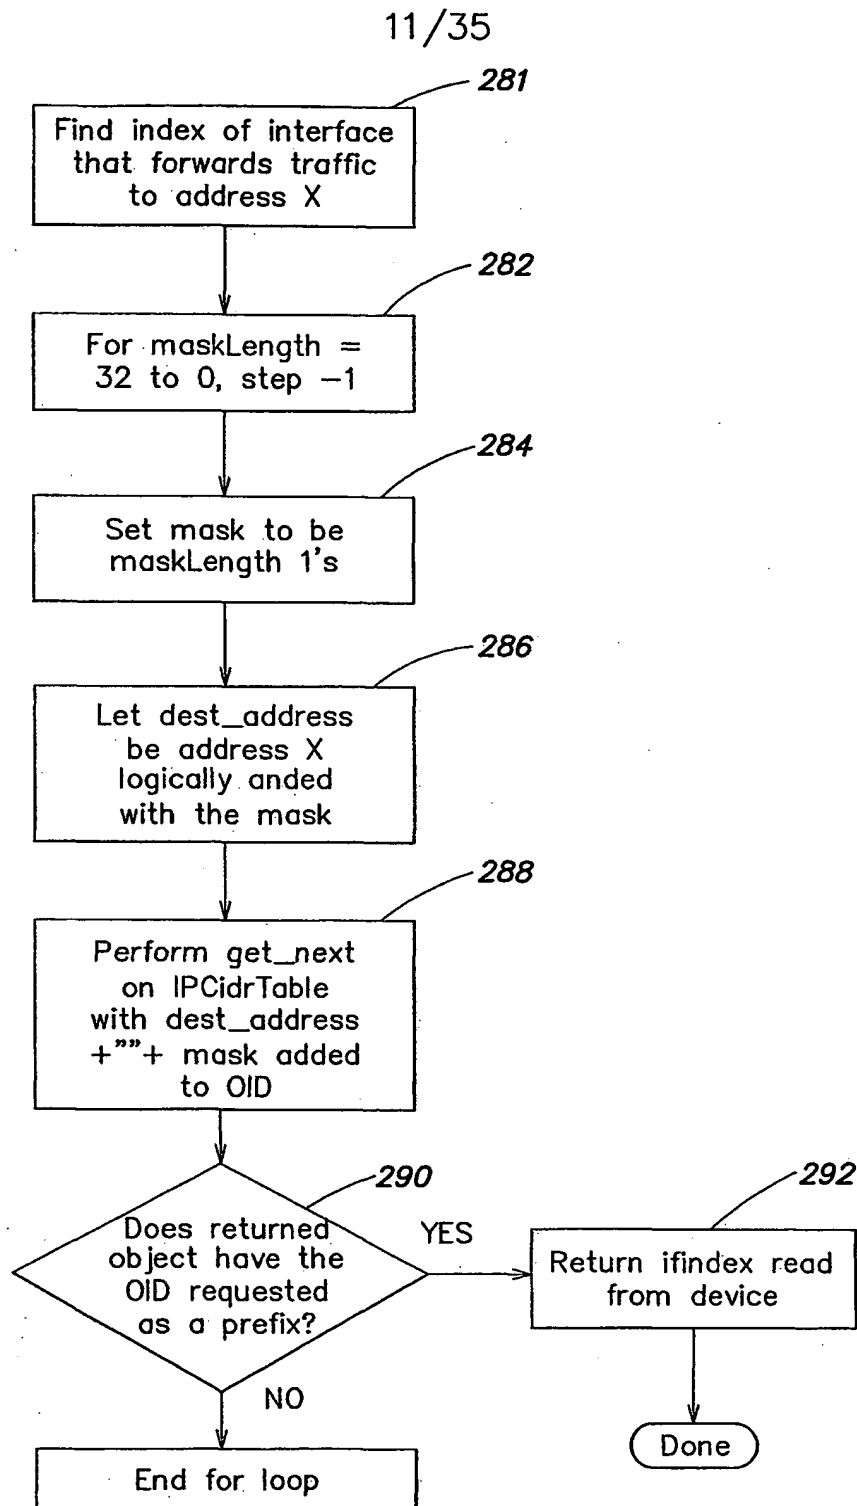 11/35
281
Find index of interface
that forwards traffic
to address X
282
For maskLength =
32 to 0, step −1
284
Set mask to be
maskLength 1's
286
Let dest_address
be address X
logically anded
with the mask
288
Perform get_next
on IPCidrTable
with dest_address
+""+ mask added
to OID
290
Does returned
object have the
OID requested
as a prefix?
YES
292
Return ifindex read
from device
NO
Done
End for loop